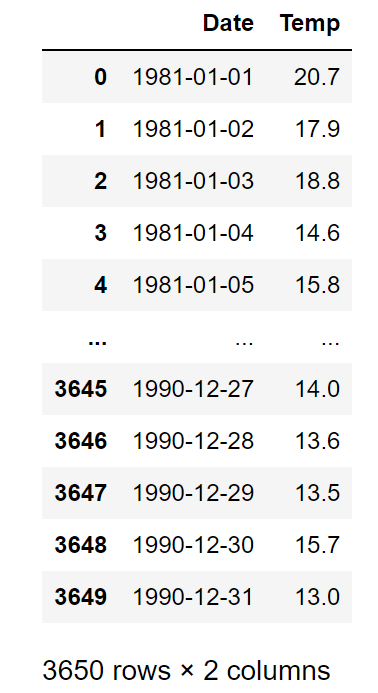 Date Temp
0 1981-01-01 20.7
1 1981-01-02 17.9
2 1981-01-03 18.8
3 1981-01-04 14.6
4 1981-01-05 15.8
... ... ...
3645 1990-12-27 14.0
3646 1990-12-28 13.6
3647 1990-12-29 13.5
3648 1990-12-30 15.7
3649 1990-12-31 13.0
3650 rows × 2 columns